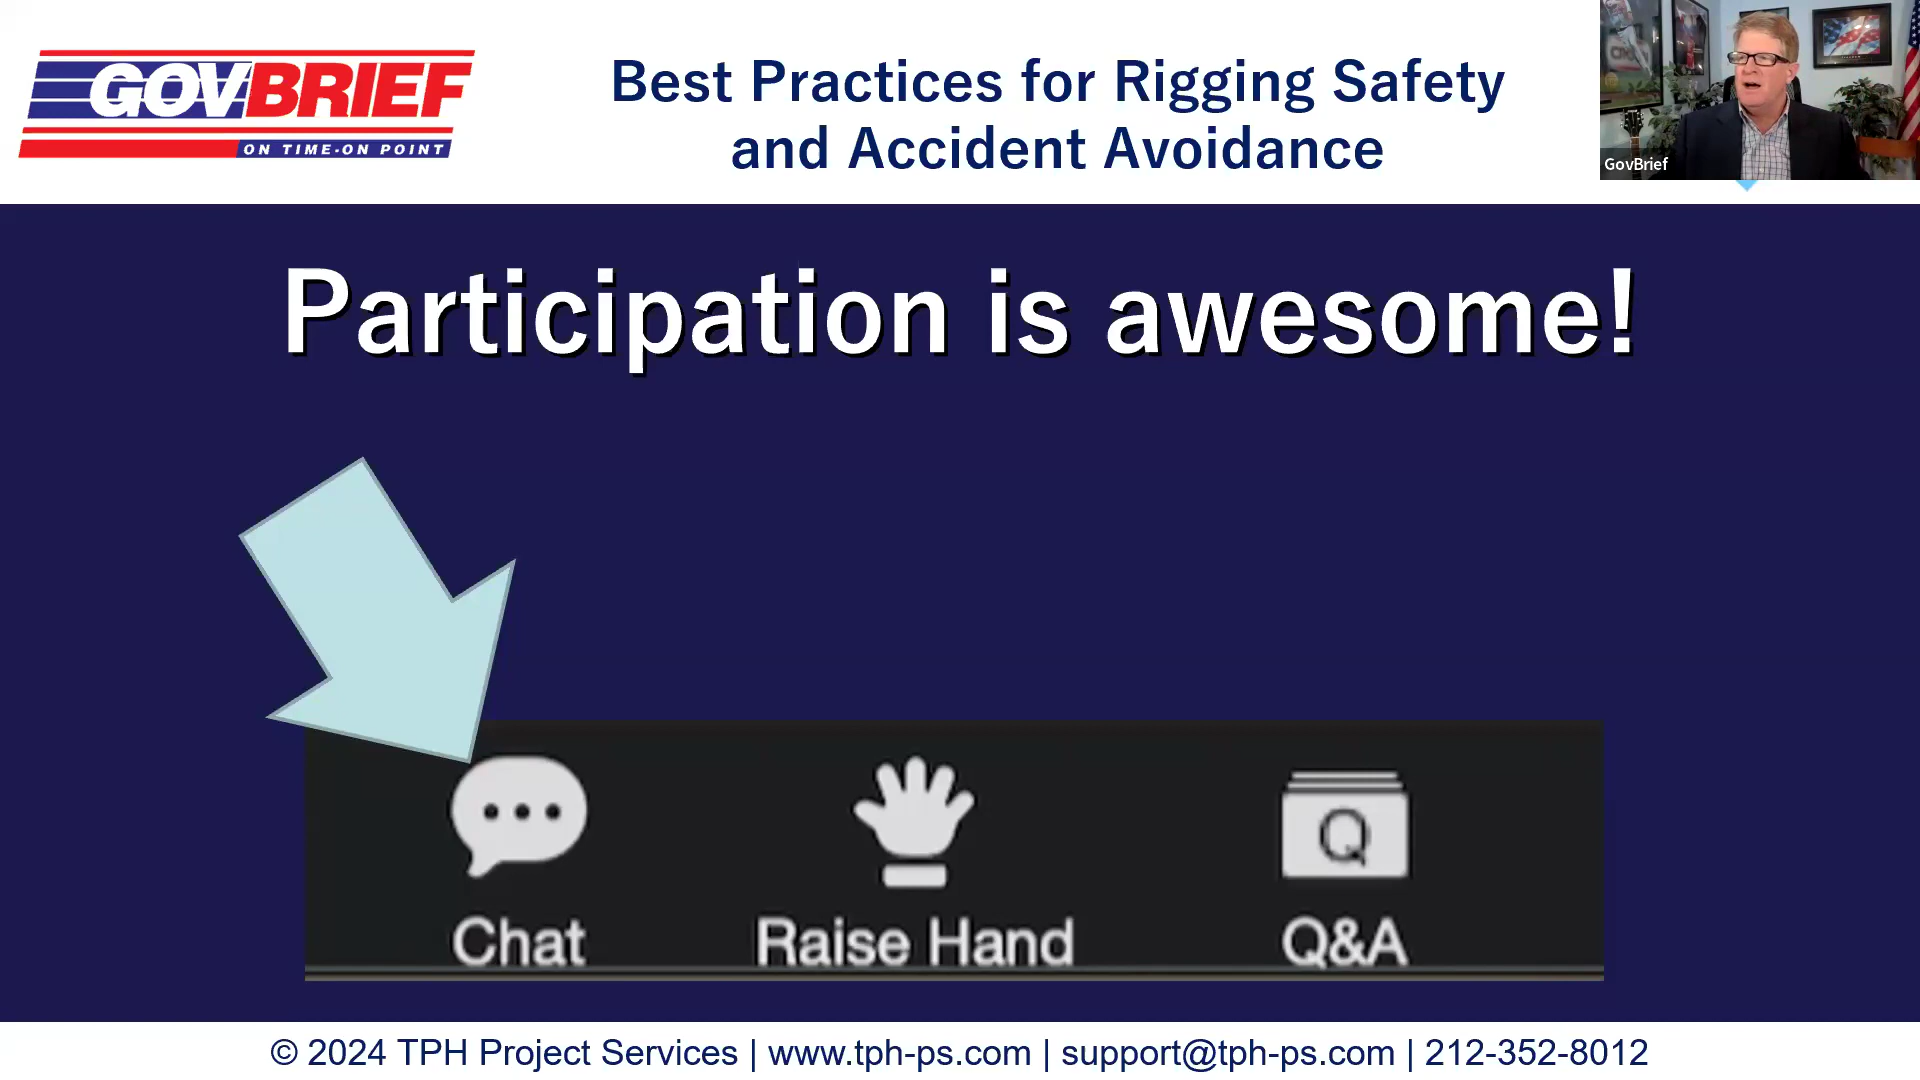 GOVBRIEF
ON TIME-ON POINT
Best Practices for Rigging Safety
and Accident Avoidance
GovBrief
Participation is awesome!
Chat
Raise Hand
Q
Q&A
© 2024 TPH Project Services | www.tph-ps.com | support@tph-ps.com | 212-352-8012